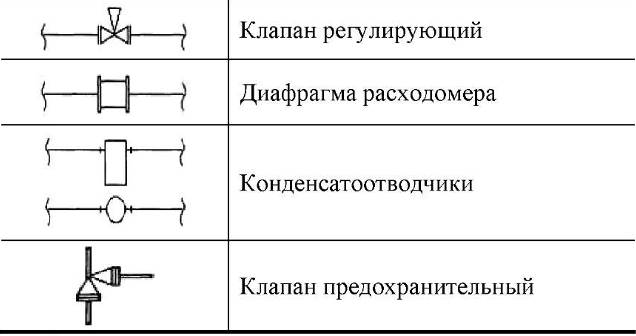 Клапан регулирующий
Диафрагма расходомера
Конденсатоотводчики
Клапан предохранительный